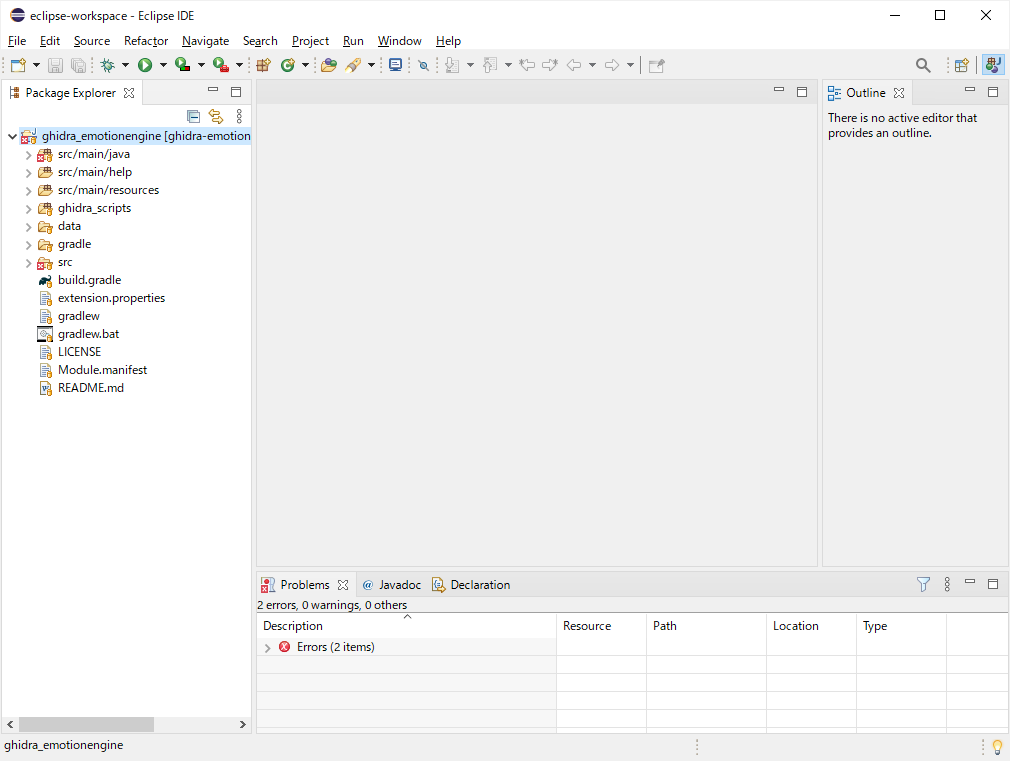 eclipse-workspace - Eclipse IDE
File Edit Source Refactor Navigate Search Project Run Window Help
Package Explorer
ghidra_emotionengine [ghidra-emotion
src/main/java
src/main/help
src/main/resources
ghidra_scripts
data
gradle
src
build.gradle
extension.properties
gradlew
gradlew.bat
LICENSE
Module.manifest
README.md
Outline
There is no active editor that
provides an outline.
Problems Javadoc Declaration
2 errors, 0 warnings, 0 others
Description Resource Path Location Type
Errors (2 items)
ghidra_emotionengine